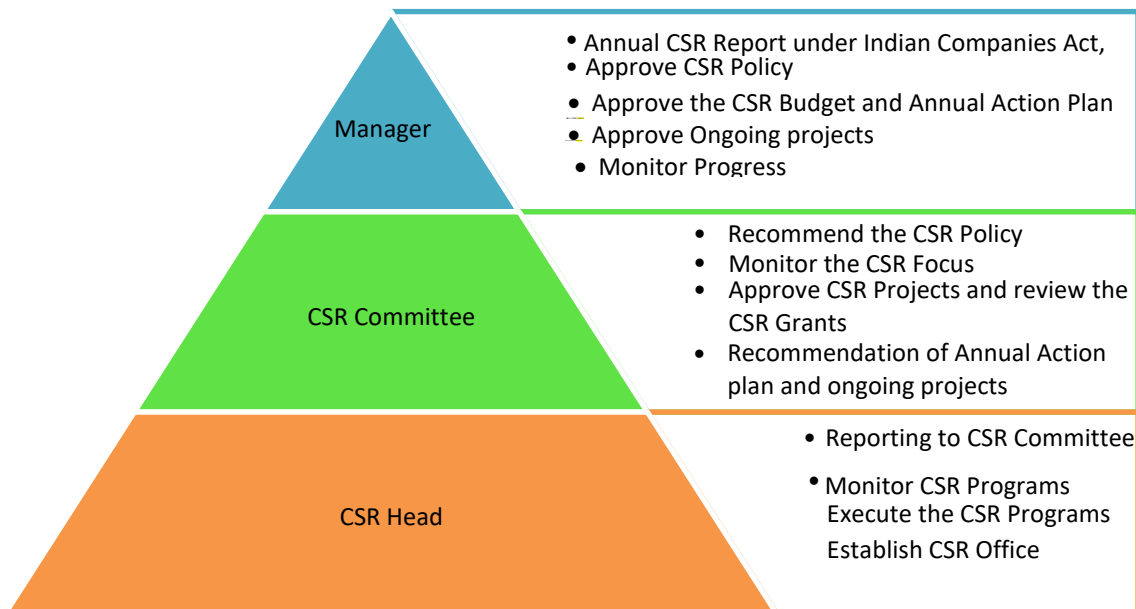 • Annual CSR Report under Indian Companies Act,
• Approve CSR Policy
• Approve the CSR Budget and Annual Action Plan
Manager
• Approve Ongoing projects
• Monitor Progress
• Recommend the CSR Policy
• Monitor the CSR Focus
• Approve CSR Projects and review the
CSR Grants
CSR Committee
• Recommendation of Annual Action
plan and ongoing projects
• Reporting to CSR Committee
• Monitor CSR Programs
Execute the CSR Programs
CSR Head
Establish CSR Office